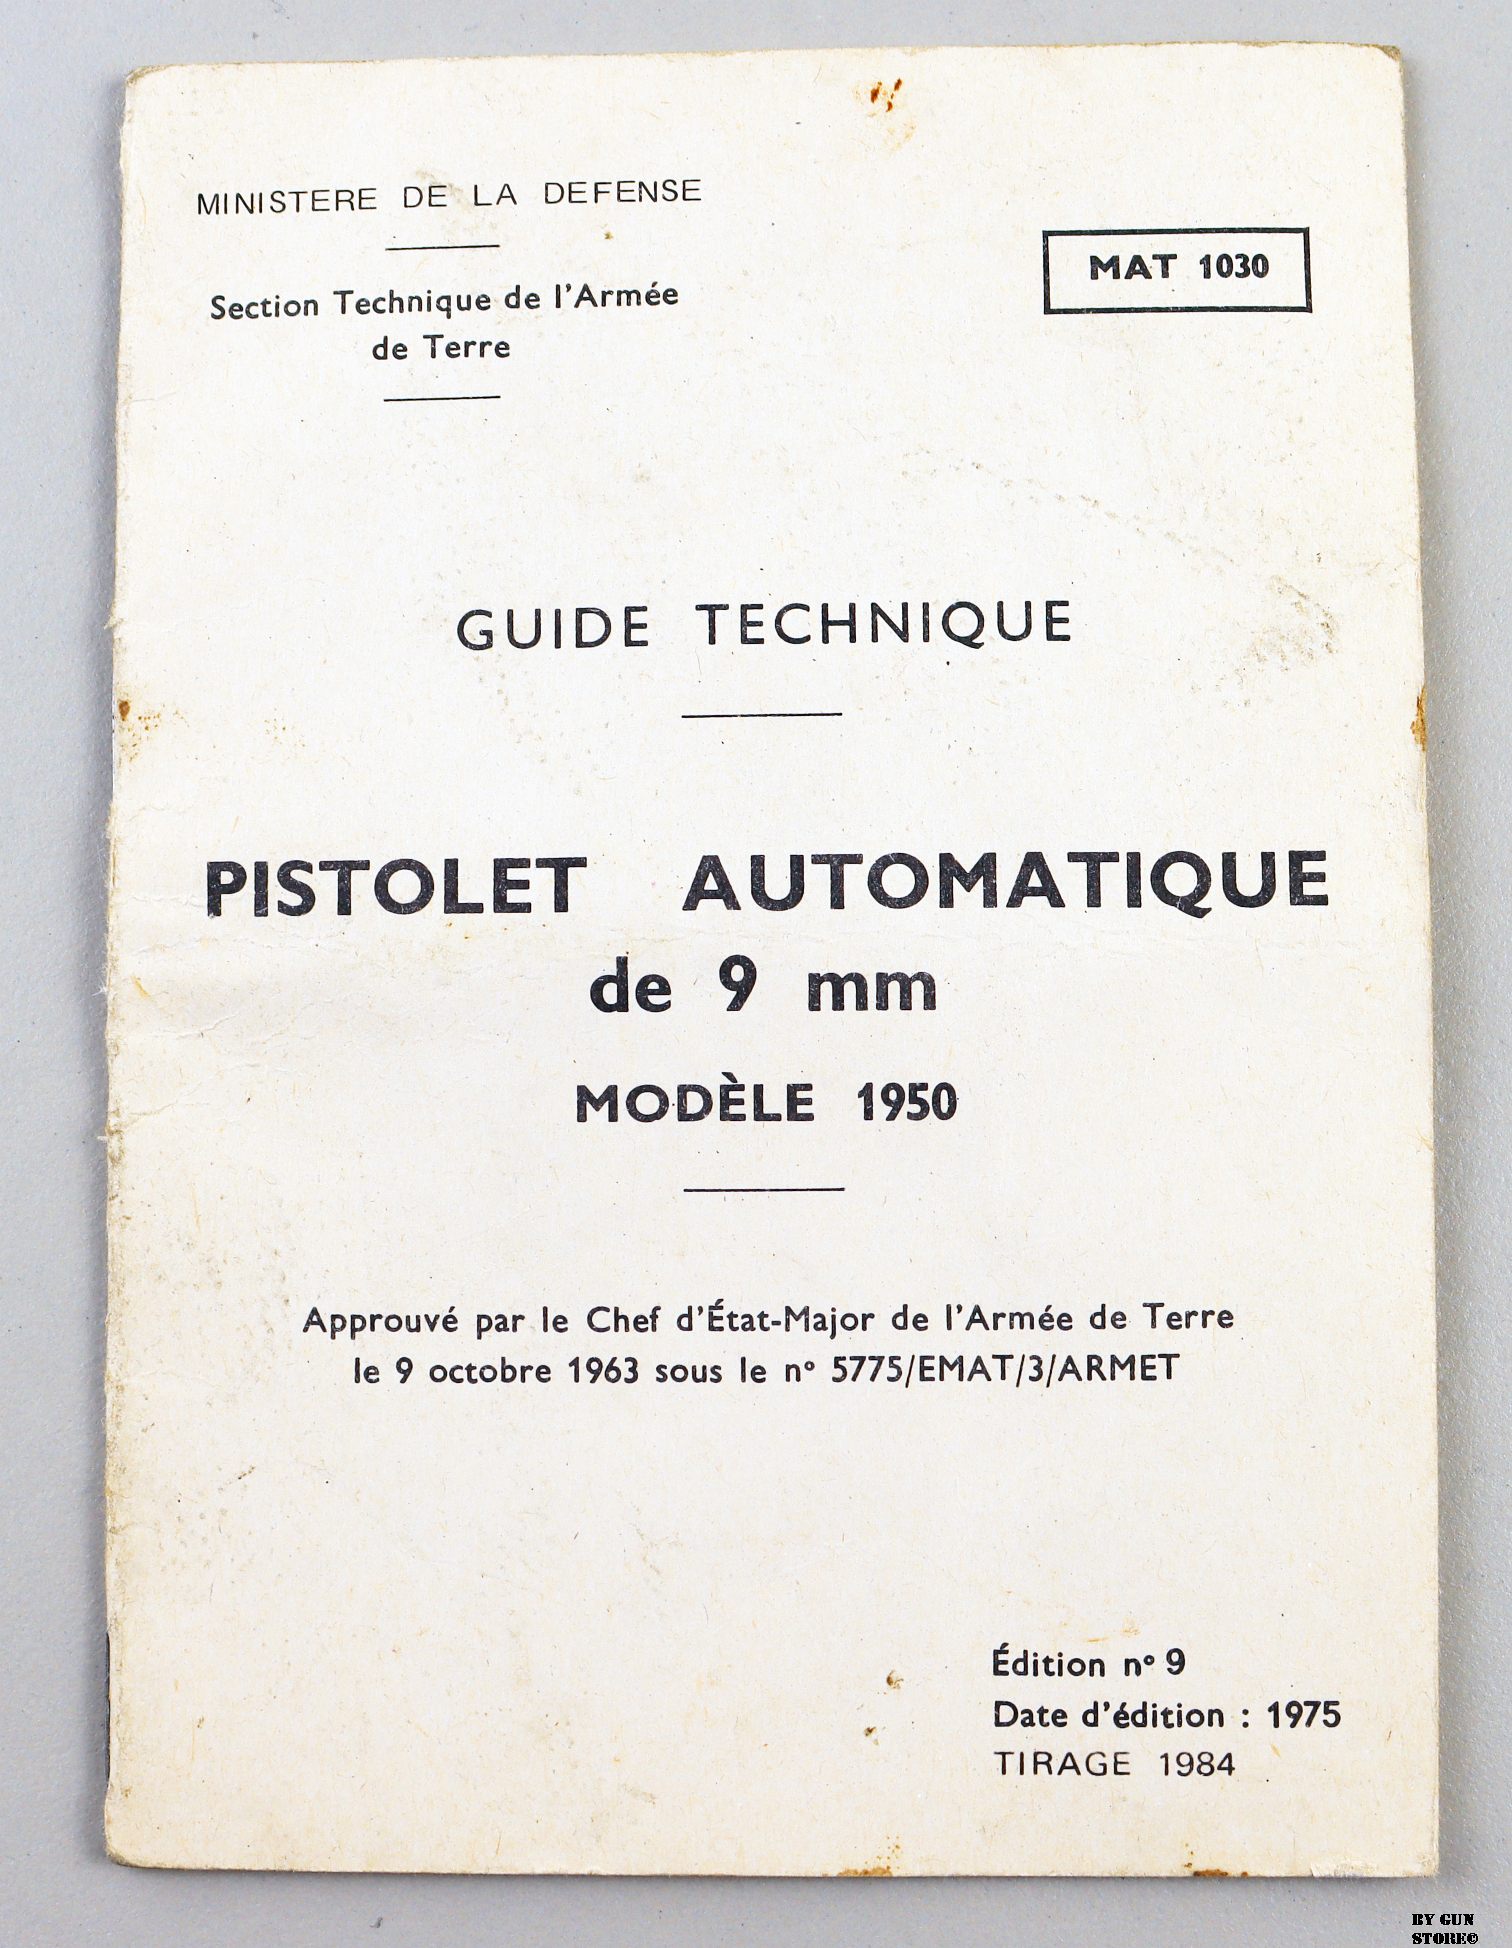 MINISTERE DE LA DEFENSE
Section Technique de l'Armée
de Terre
MAT 1030
GUIDE TECHNIQUE
PISTOLET AUTOMATIQUE
de 9 mm
MODÈLE 1950
Approuvé par le Chef d'État-Major de l'Armée de Terre
le 9 octobre 1963 sous le nº 5775/EMAT/3/ARMET
Édition nº 9
Date d'édition : 1975
TIRAGE 1984
BY GUN
STORE©